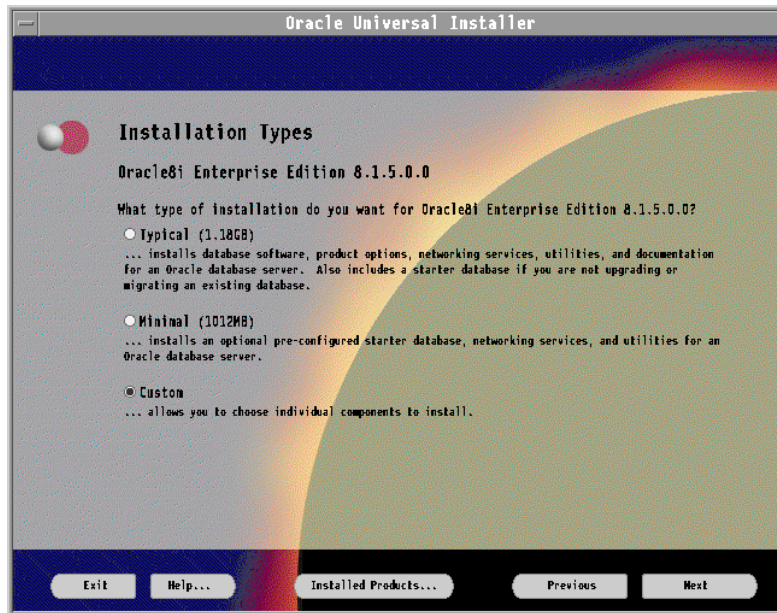 Oracle Universal Installer
Installation Types
Oracle8i Enterprise Edition 8.1.5.0.0
What type of installation do you want for Oracle8i Enterprise Edition 8.1.5.0.0?
Typical (1.18GB)
... installs database software, product options, networking services, utilities, and documentation
for an Oracle database server. Also includes a starter database if you are not upgrading or
migrating an existing database.
Minimal (1012MB)
... installs an optional pre-configured starter database, networking services, and utilities for an
Oracle database server.
Custom
... allows you to choose individual components to install.
Exit Help... Installed Products... Previous Next